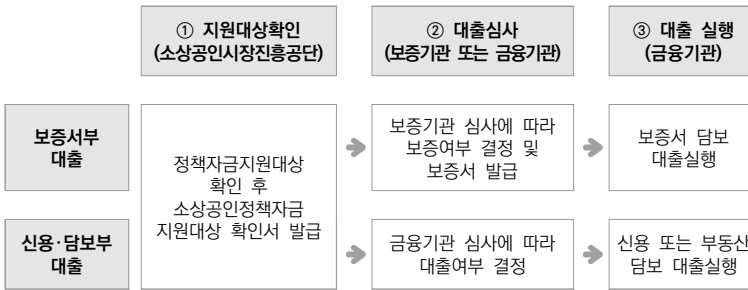 ① 지원대상확인
(소상공인시장진흥공단)
② 대출심사
(보증기관 또는 금융기관)
③ 대출 실행
(금융기관)
보증서부
대출
정책자금지원대상
확인 후
소상공인정책자금
지원대상 확인서 발급
보증기관 심사에 따라
보증여부 결정 및
보증서 발급
보증서 담보
대출실행
신용·담보부
대출
금융기관 심사에 따라
대출여부 결정
신용 또는 부동산
담보 대출실행